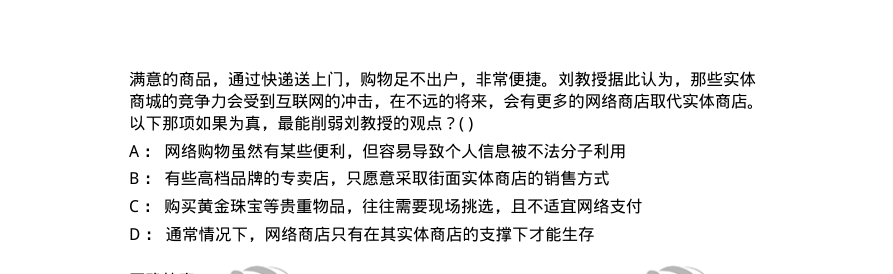 满意的商品，通过快递送上门，购物足不出户，非常便捷。刘教授据此认为，那些实体
商城的竞争力会受到互联网的冲击，在不远的将来，会有更多的网络商店取代实体商店。
以下那项如果为真，最能削弱刘教授的观点？( )
A： 网络购物虽然有某些便利，但容易导致个人信息被不法分子利用
B： 有些高档品牌的专卖店，只愿意采取街面实体商店的销售方式
C： 购买黄金珠宝等贵重物品，往往需要现场挑选，且不适宜网络支付
D： 通常情况下，网络商店只有在其实体商店的支撑下才能生存